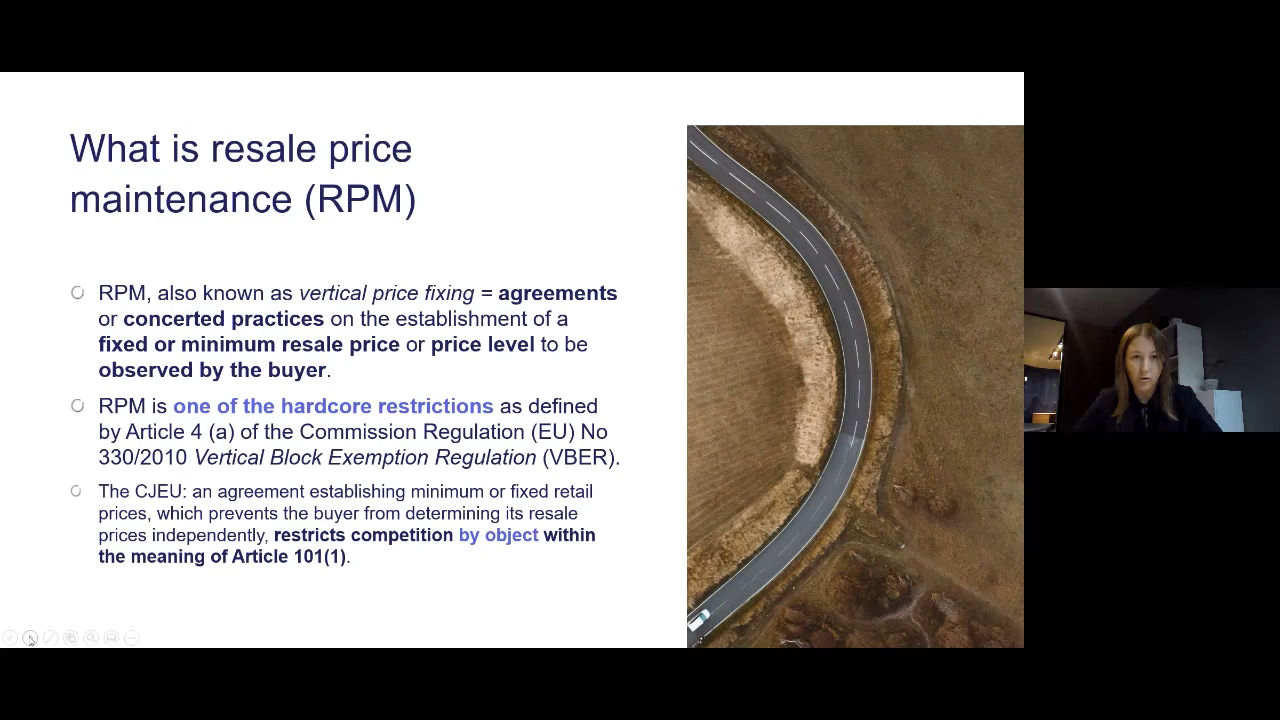 What is resale price
maintenance (RPM)
RPM, also known as vertical price fixing = agreements
or concerted practices on the establishment of a
fixed or minimum resale price or price level to be
observed by the buyer.
RPM is one of the hardcore restrictions as defined
by Article 4 (a) of the Commission Regulation (EU) No
330/2010 Vertical Block Exemption Regulation (VBER).
The CJEU: an agreement establishing minimum or fixed retail
prices, which prevents the buyer from determining its resale
prices independently, restricts competition by object within
the meaning of Article 101(1).